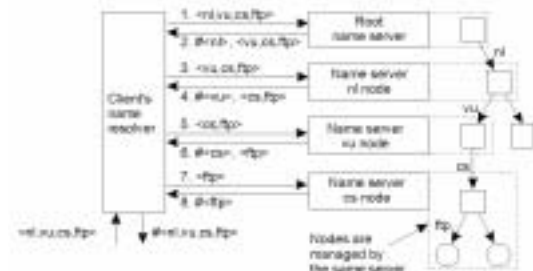 1. <nl,vu,cs,ftp>
2. #<nl>, <vu,cs,ftp>
Root
name server
nl
3. <vu,cs,ftp>
4. #<vu>, <cs,ftp>
Name server
nl node
Client's
name
resolver
vu
5. <cs,ftp>
6. #<cs>, <ftp>
Name server
vu node
cs
7. <ftp>
8. #<ftp>
Name server
cs node
ftp
<nl,vu,cs,ftp>
#<nl,vu,cs,ftp>
Nodes are
managed by
the same server